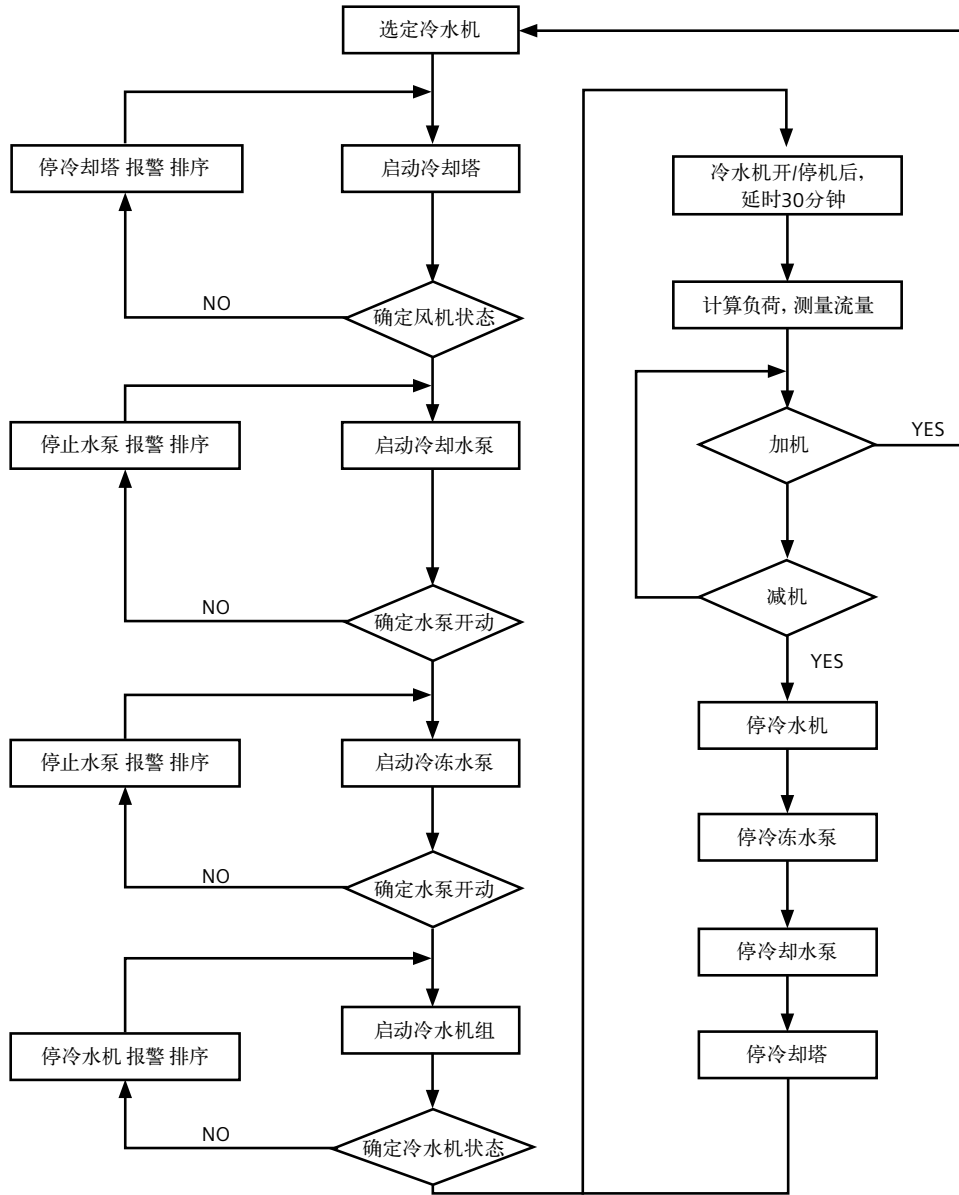 选定冷水机
停冷却塔 报警 排序
启动冷却塔
NO
确定风机状态
停止水泵 报警 排序
启动冷却水泵
NO
确定水泵开动
停止水泵 报警 排序
启动冷冻水泵
NO
确定水泵开动
停冷水机 报警 排序
启动冷水机组
NO
确定冷水机状态
冷水机开/停机后,
延时30分钟
计算负荷, 测量流量
加机
YES
减机
YES
停冷水机
停冷冻水泵
停冷却水泵
停冷却塔